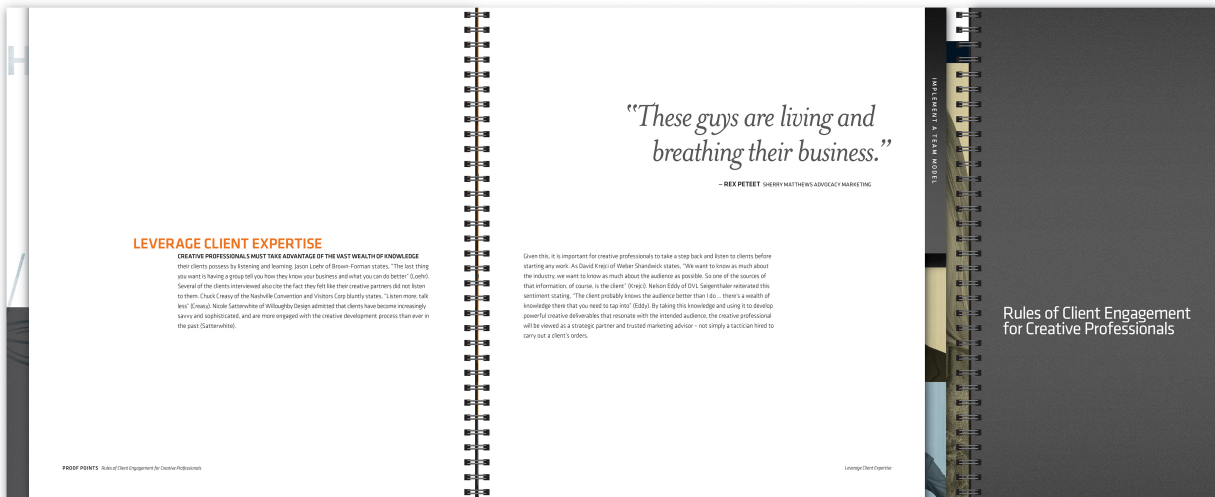 H
LEVERAGE CLIENT EXPERTISE
CREATIVE PROFESSIONALS MUST TAKE ADVANTAGE OF THE VAST WEALTH OF KNOWLEDGE
their clients possess by listening and learning. Jason Loehr of Brown-Forman states, “The last thing
you want is having a group tell you how they know your business and what you can do better” (Loehr).
Several of the clients interviewed also cite the fact they felt like their creative partners did not listen
to them. Chuck Creasy of the Nashville Convention and Visitors Corp bluntly states, “Listen more, talk
less” (Creasy). Nicole Satterwhite of Willoughby Design admitted that clients have become increasingly
savvy and sophisticated, and are more engaged with the creative development process than ever in
the past (Satterwhite).
PROOF POINTS Rules of Client Engagement for Creative Professionals
“These guys are living and
breathing their business.”
– REX PETEET SHERRY MATTHEWS ADVOCACY MARKETING
Given this, it is important for creative professionals to take a step back and listen to clients before
starting any work. As David Krejci of Weber Shandwick states, “We want to know as much about
the industry, we want to know as much about the audience as possible. So one of the sources of
that information, of course, is the client” (Krejci). Nelson Eddy of DVL Seigenthaler reiterated this
sentiment stating, “The client probably knows the audience better than I do... there’s a wealth of
knowledge there that you need to tap into” (Eddy). By taking this knowledge and using it to develop
powerful creative deliverables that resonate with the intended audience, the creative professional
will be viewed as a strategic partner and trusted marketing advisor – not simply a tactician hired to
carry out a client’s orders.
Leverage Client Expertise
IMPLEMENT A TEAM MODEL
Rules of Client Engagement
for Creative Professionals